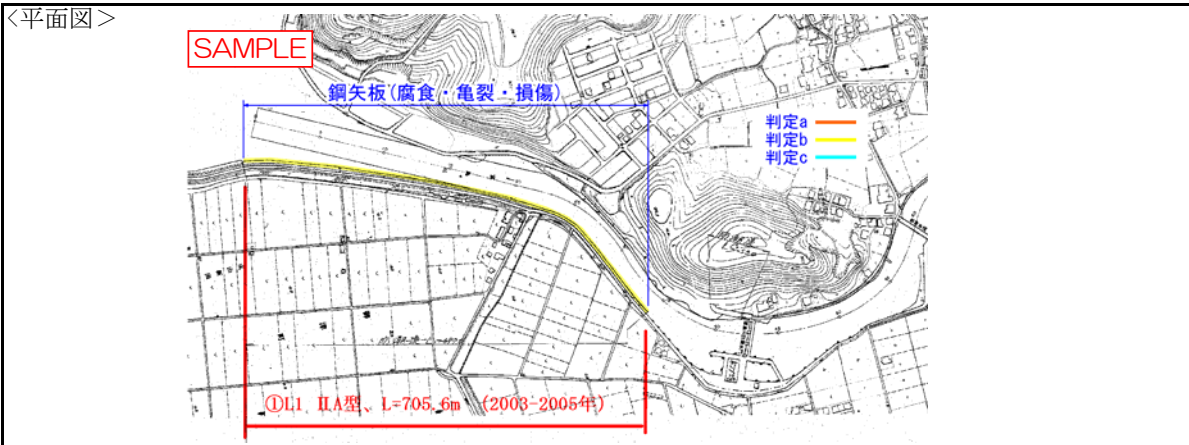 <平面図>
SAMPLE
鋼矢板(腐食・亀裂・損傷)
判定a
判定b
判定c
①L1 ⅡA型、L=705.6m (2003-2005年)